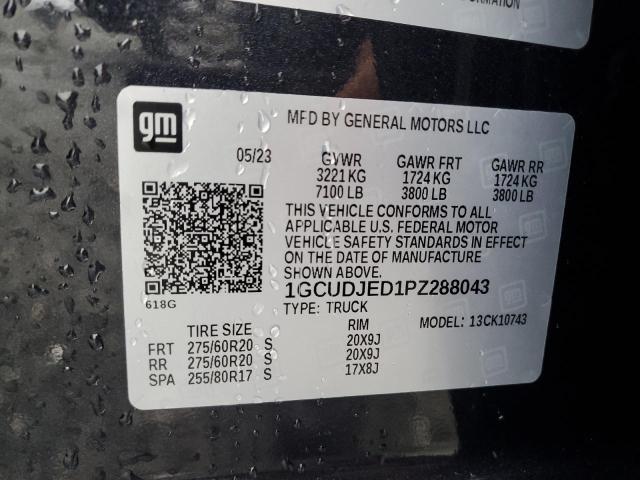 FORMATION
gm
MFD BY GENERAL MOTORS LLC
05/23 GVWR GAWR FRT GAWR RR
3221 KG 1724 KG 1724 KG
7100 LB 3800 LB 3800 LB
THIS VEHICLE CONFORMS TO ALL
APPLICABLE U.S. FEDERAL MOTOR
VEHICLE SAFETY STANDARDS IN EFFECT
ON THE DATE OF MANUFACTURE
SHOWN ABOVE.
1GCUDJED1PZ288043
618G
TYPE: TRUCK MODEL: 13CK10743
TIRE SIZE RIM
FRT 275/60R20 S 20X9J
RR 275/60R20 S 20X9J
SPA 255/80R17 S 17X8J